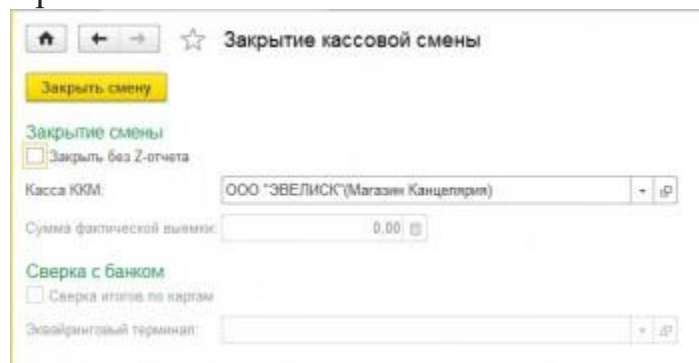 Закрытие кассовой смены
Закрыть смену
Закрытие смены
Закрыть без Z-отчета
Касса ККМ: ООО "ЭВЕЛИСК"(Магазин Канцелярия)
Сумма фактической выемки: 0,00
Сверка с банком
Сверка итогов по картам
Эквайринговый терминал: